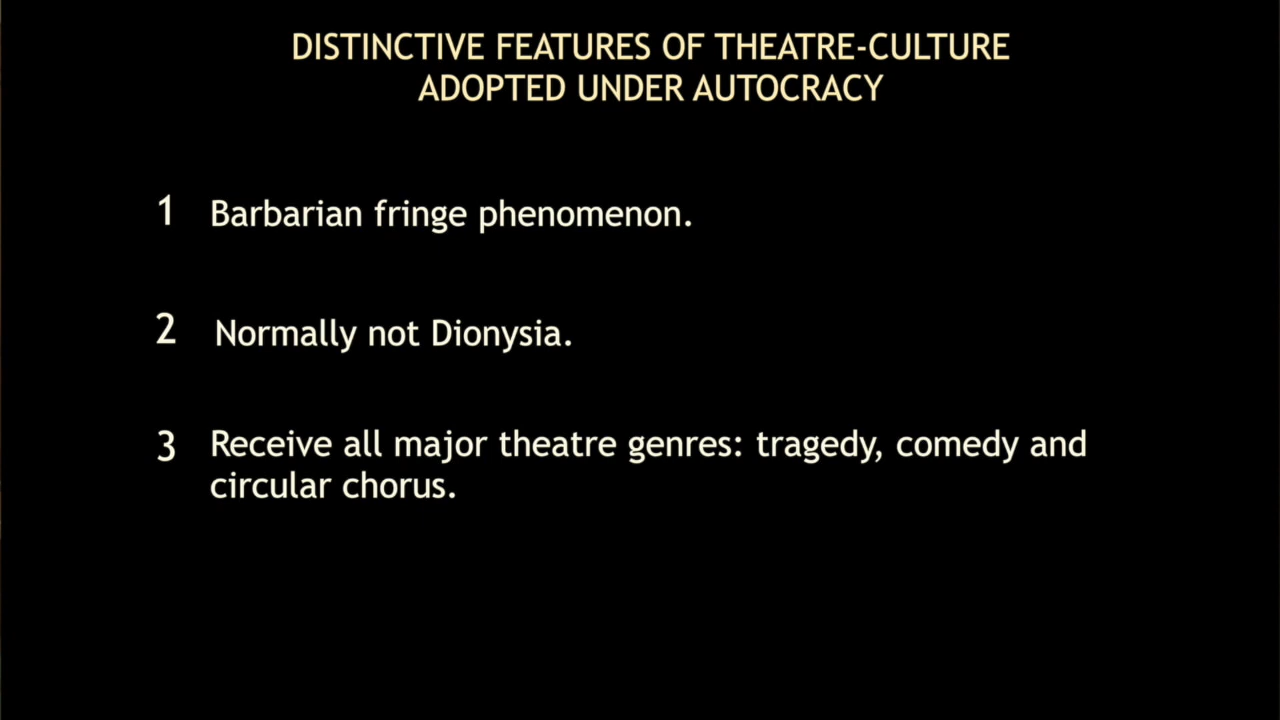 DISTINCTIVE FEATURES OF THEATRE-CULTURE
ADOPTED UNDER AUTOCRACY
1 Barbarian fringe phenomenon.
2 Normally not Dionysia.
3 Receive all major theatre genres: tragedy, comedy and
circular chorus.